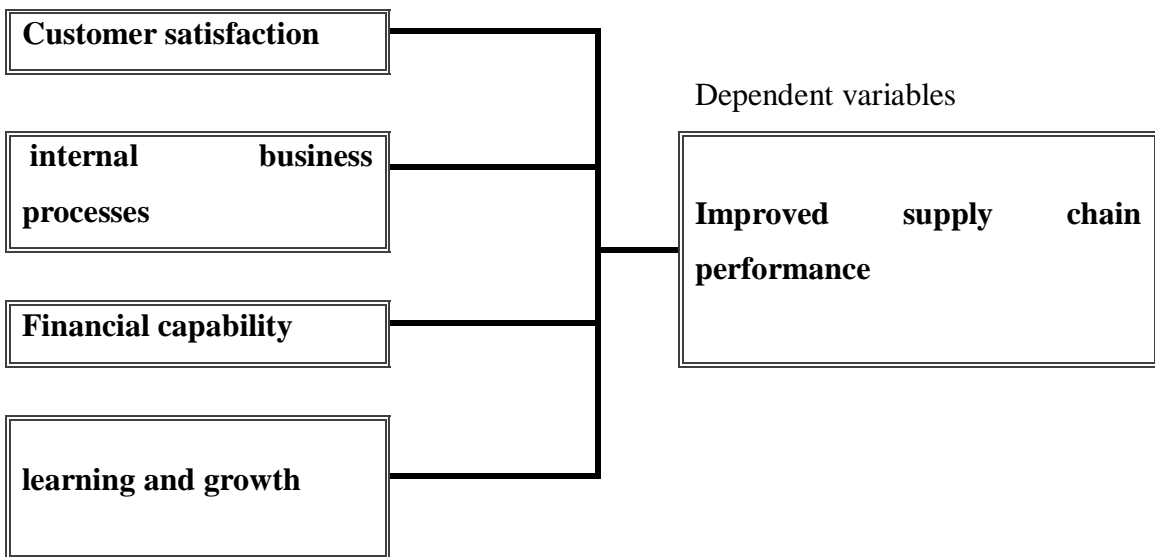 Customer satisfaction
internal business
processes
Financial capability
learning and growth
Dependent variables
Improved supply chain
performance